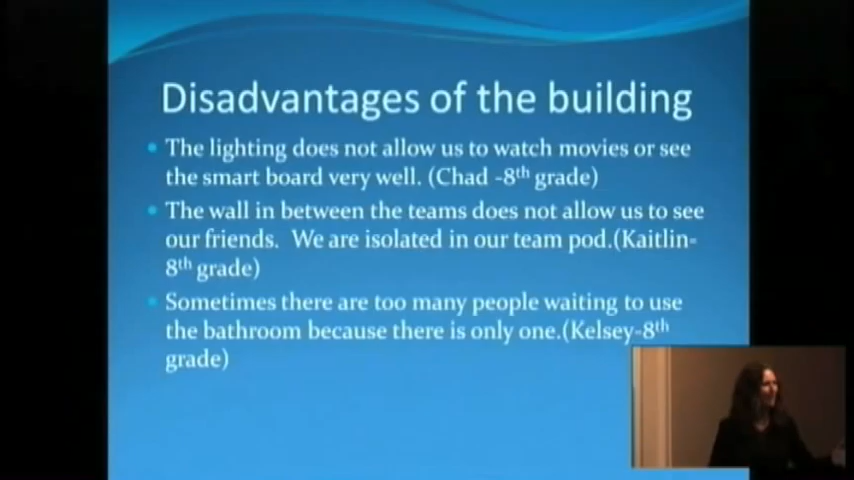 Disadvantages of the building
• The lighting does not allow us to watch movies or see
the smart board very well. (Chad -8th grade)
• The wall in between the teams does not allow us to see
our friends.  We are isolated in our team pod.(Kaitlin-
8th grade)
• Sometimes there are too many people waiting to use
the bathroom because there is only one.(Kelsey-8th
grade)